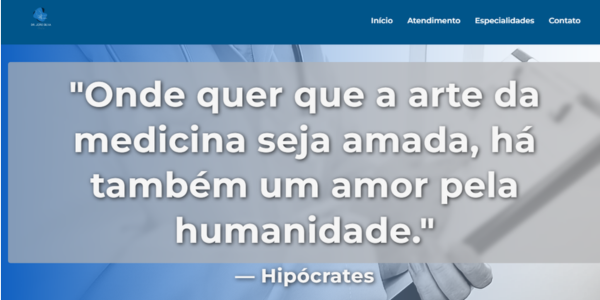 Início Atendimento Especialidades Contato
"Onde quer que a arte da
medicina seja amada, há
também um amor pela
humanidade."
— Hipócrates